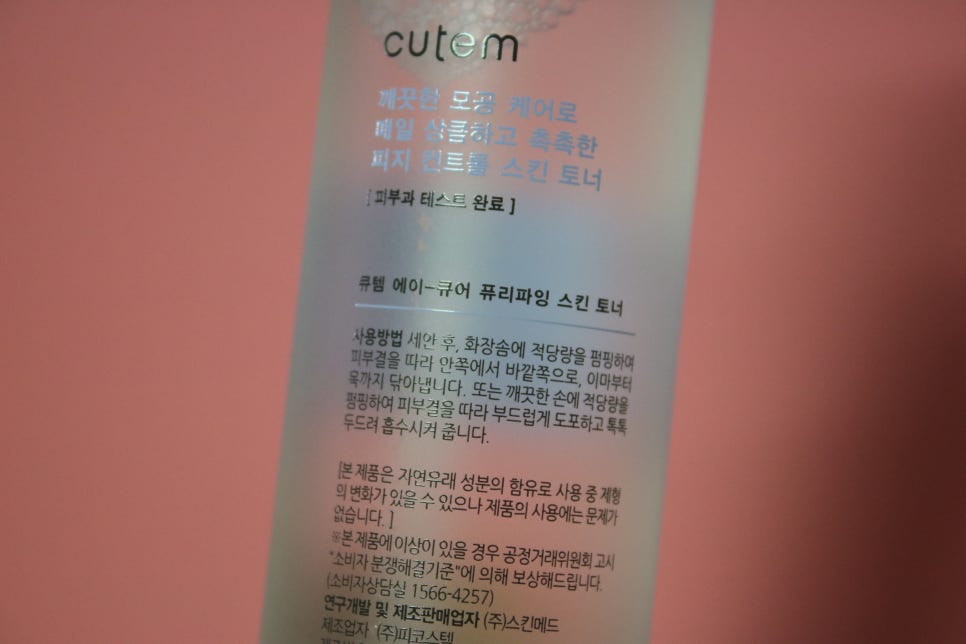 cutem
깨끗한 모공 케어로
매일 상큼하고 촉촉한
피지 컨트롤 스킨 토너
[ 피부과 테스트 완료 ]
큐템 에이-큐어 퓨리파잉 스킨 토너
사용방법 세안 후, 화장솜에 적당량을 펌핑하여
피부결을 따라 안쪽에서 바깥쪽으로, 이마부터
목까지 닦아냅니다. 또는 깨끗한 손에 적당량을
펌핑하여 피부결을 따라 부드럽게 도포하고 톡톡
두드려 흡수시켜 줍니다.
[본 제품은 자연유래 성분의 함유로 사용 중 제형
의 변화가 있을 수 있으나 제품의 사용에는 문제가
없습니다. ]
※본 제품에 이상이 있을 경우 공정거래위원회 고시
"소비자 분쟁해결기준"에 의해 보상해드립니다.
(소비자상담실 1566-4257)
연구개발 및 제조판매업자 (주)스킨메드
제조업자 (주)피코스텍